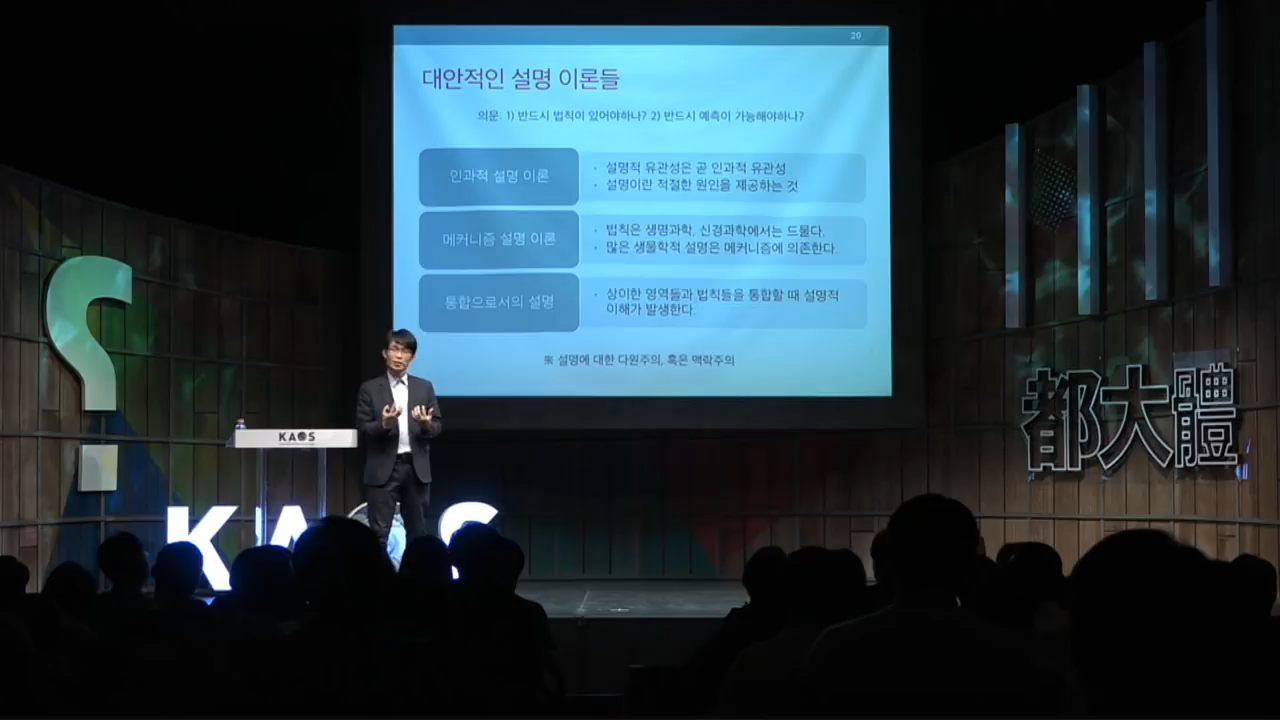 20
대안적인 설명 이론들
의문: 1) 반드시 법칙이 있어야하나? 2) 반드시 예측이 가능해야하나?
인과적 설명 이론
• 설명적 유관성은 곧 인과적 유관성
• 설명이란 적절한 원인을 제공하는 것
메커니즘 설명 이론
• 법칙은 생명과학, 신경과학에서는 드물다.
• 많은 생물학적 설명은 메커니즘에 의존한다.
통합으로서의 설명
• 상이한 영역들과 법칙들을 통합할 때 설명적
이해가 발생한다.
※ 설명에 대한 다원주의, 혹은 맥락주의
KAOS
KAOS
都大體